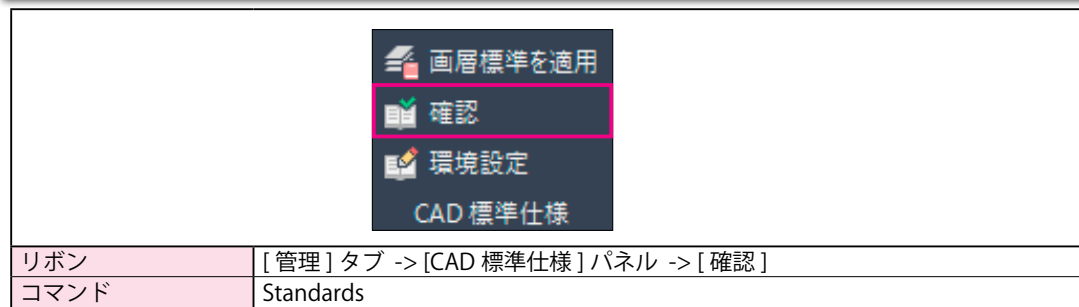 画層標準を適用
確認
環境設定
CAD 標準仕様
リボン [ 管理 ] タブ -> [CAD 標準仕様 ] パネル -> [ 確認 ]
コマンド Standards